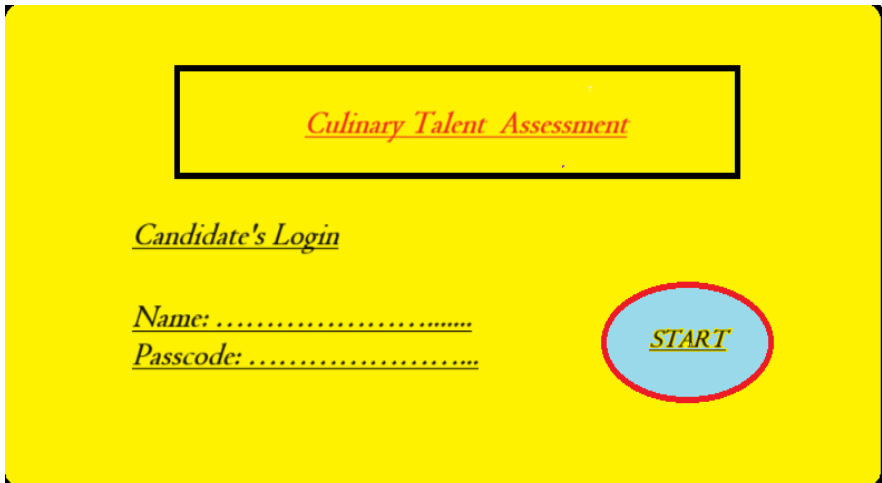 Culinary Talent Assessment
Candidate's Login
Name: ………………….......
Passcode: …………………...
START